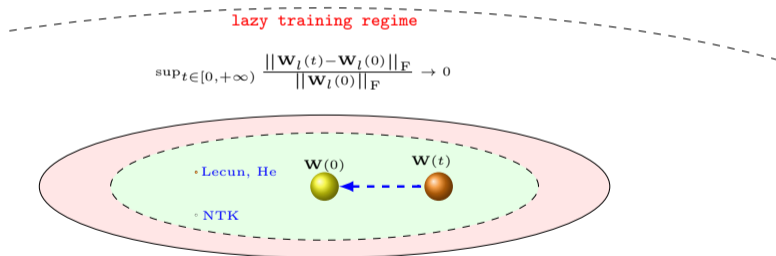 lazy training regime
sup_{t∈[0,+∞)} ||W_l(t)−W_l(0)||_F / ||W_l(0)||_F → 0
W(0) W(t)
Lecun, He
NTK